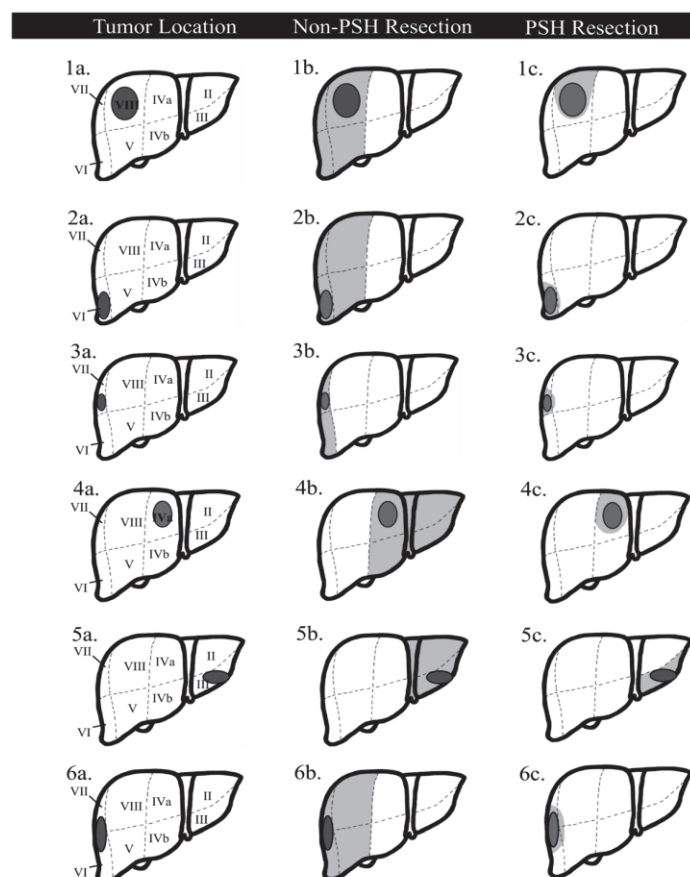 Tumor Location Non-PSH Resection PSH Resection
1a. 1b. 1c.
VII VIII IVa II
III
V IVb
VI
2a. 2b. 2c.
VII VIII IVa II
III
V IVb
VI
3a. 3b. 3c.
VII VIII IVa II
III
V IVb
VI
4a. 4b. 4c.
VII VIII IVa II
III
V IVb
VI
5a. 5b. 5c.
VII VIII IVa II
III
V IVb
VI
6a. 6b. 6c.
VII VIII IVa II
III
V IVb
VI